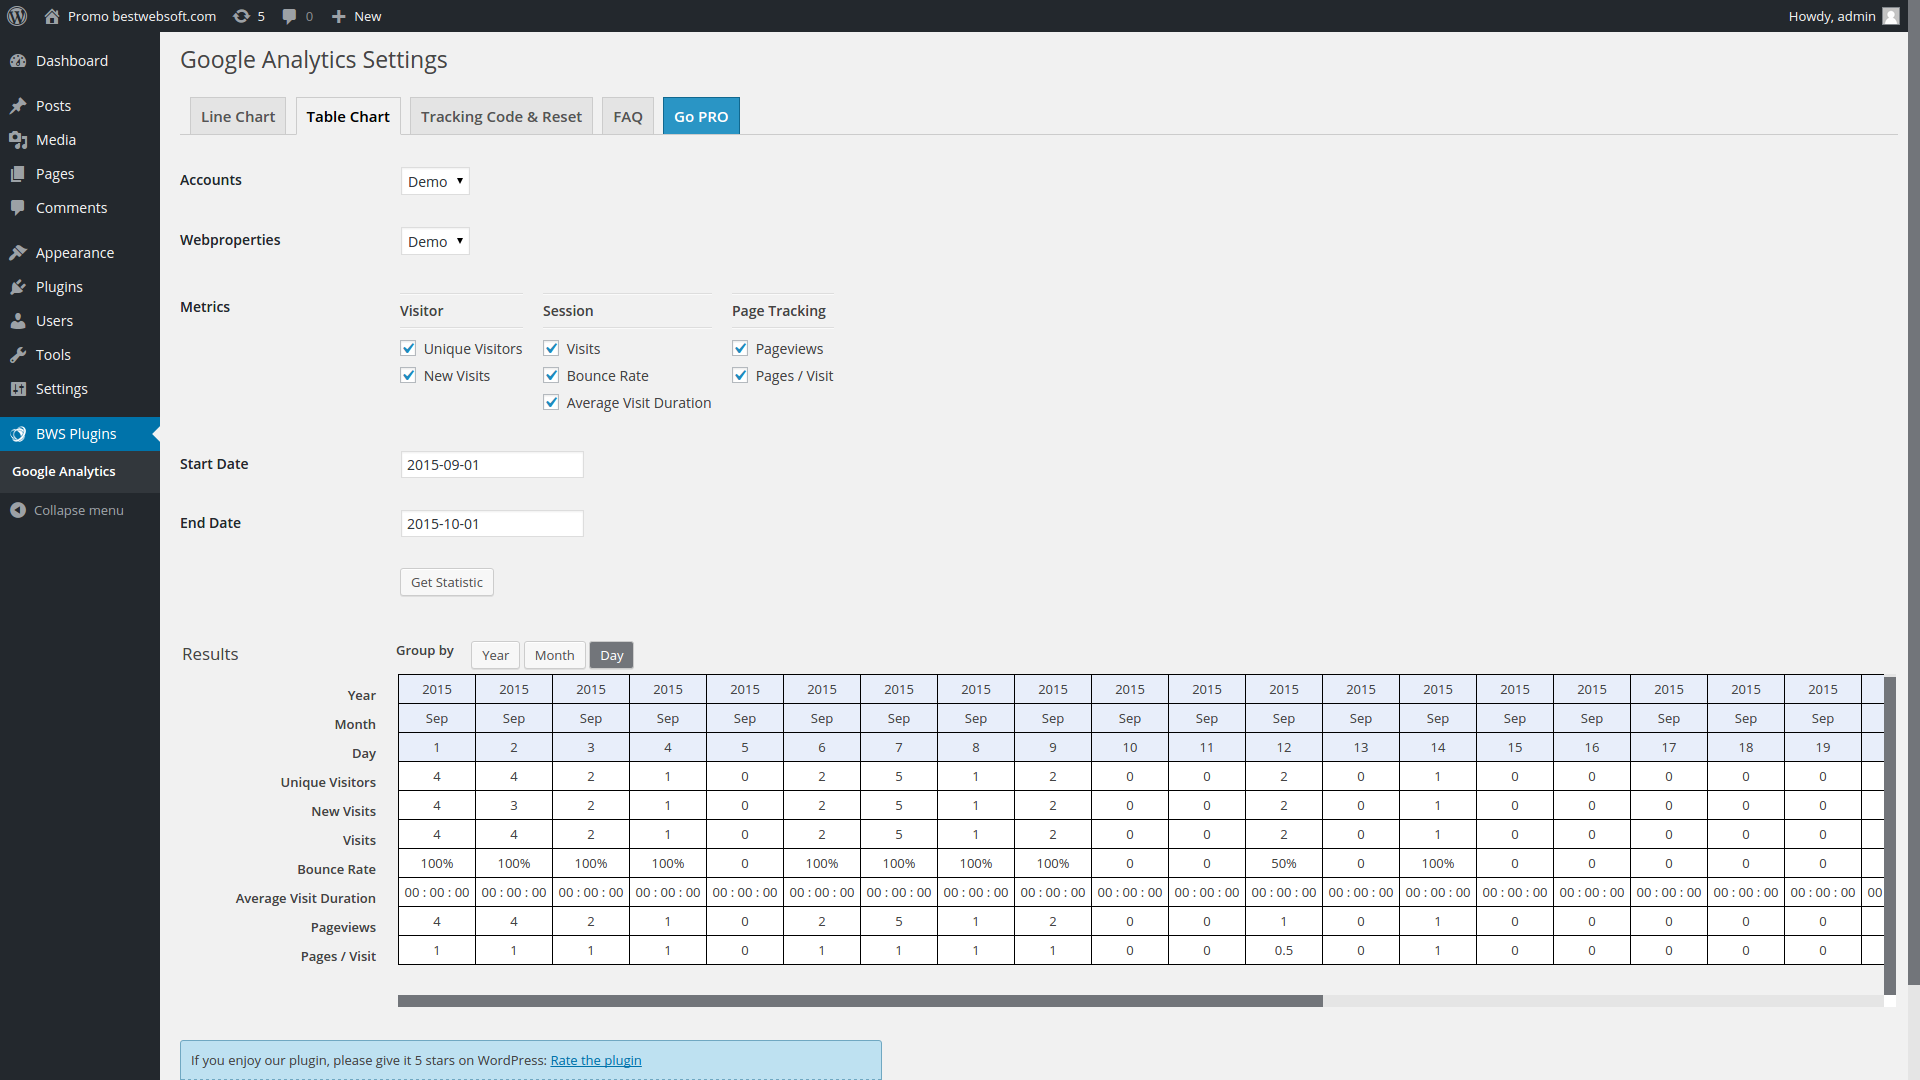 Promo bestwebsoft.com 5 0 New Howdy, admin
Dashboard
Posts
Media
Pages
Comments
Appearance
Plugins
Users
Tools
Settings
BWS Plugins
Google Analytics
Collapse menu
Google Analytics Settings
Line Chart Table Chart Tracking Code & Reset FAQ Go PRO
Accounts Demo
Webproperties Demo
Metrics Visitor Session Page Tracking
Unique Visitors Visits Pageviews
New Visits Bounce Rate Pages / Visit
Average Visit Duration
Start Date 2015-09-01
End Date 2015-10-01
Get Statistic
Results Group by Year Month Day
Year 2015 2015 2015 2015 2015 2015 2015 2015 2015 2015 2015 2015 2015 2015 2015 2015 2015 2015 2015
Month Sep Sep Sep Sep Sep Sep Sep Sep Sep Sep Sep Sep Sep Sep Sep Sep Sep Sep Sep
Day 1 2 3 4 5 6 7 8 9 10 11 12 13 14 15 16 17 18 19
Unique Visitors 4 4 2 1 0 2 5 1 2 0 0 2 0 1 0 0 0 0 0
New Visits 4 3 2 1 0 2 5 1 2 0 0 2 0 1 0 0 0 0 0
Visits 4 4 2 1 0 2 5 1 2 0 0 2 0 1 0 0 0 0 0
Bounce Rate 100% 100% 100% 100% 0 100% 100% 100% 100% 0 0 50% 0 100% 0 0 0 0 0
Average Visit Duration 00 : 00 : 00 00 : 00 : 00 00 : 00 : 00 00 : 00 : 00 00 : 00 : 00 00 : 00 : 00 00 : 00 : 00 00 : 00 : 00 00 : 00 : 00 00 : 00 : 00 00 : 00 : 00 00 : 00 : 00 00 : 00 : 00 00 : 00 : 00 00 : 00 : 00 00 : 00 : 00 00 : 00 : 00 00 : 00 : 00 00 : 00 : 00 00
Pageviews 4 4 2 1 0 2 5 1 2 0 0 1 0 1 0 0 0 0 0
Pages / Visit 1 1 1 1 0 1 1 1 1 0 0 0.5 0 1 0 0 0 0 0
If you enjoy our plugin, please give it 5 stars on WordPress: Rate the plugin